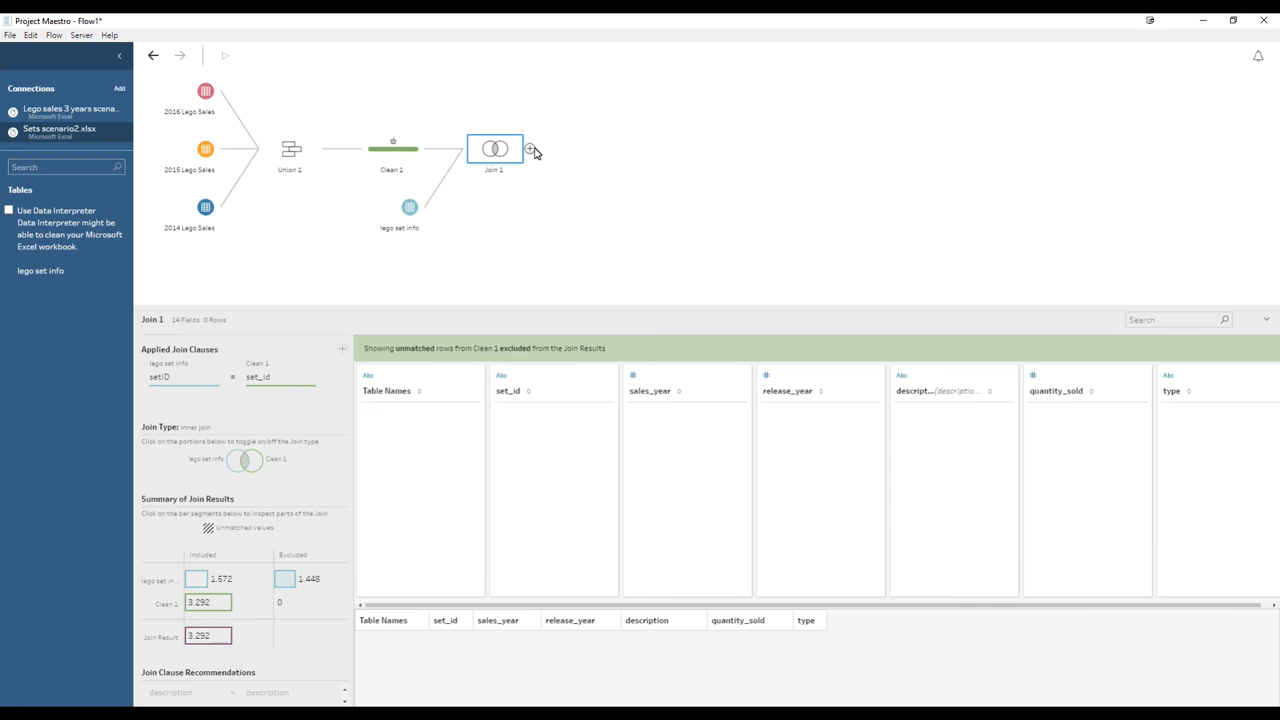 Project Maestro - Flow1*
File Edit Flow Server Help
Connections Add
Lego sales 3 years scena...
Microsoft Excel
Sets scenario2.xlsx
Microsoft Excel
Search
Tables
Use Data Interpreter
Data Interpreter might be
able to clean your Microsoft
Excel workbook.
lego set info
2016 Lego Sales
2015 Lego Sales
Union 1
Clean 1
Join 1
2014 Lego Sales
lego set info
Join 1 14 Fields 0 Rows
Search
Applied Join Clauses
lego set info Clean 1
setID = set_id
Join Type: Inner join
Click on the portions below to toggle on/off the Join type
lego set info Clean 1
Summary of Join Results
Click on the bar segments below to inspect parts of the Join
Unmatched values
Included Excluded
lego set in... 1.572 1.448
Clean 1 3.292 0
Join Result 3.292
Join Clause Recommendations
description = description
Showing unmatched rows from Clean 1 excluded from the Join Results
Abc Abc # # Abc # Abc
Table Names 0 set_id 0 sales_year 0 release_year 0 descript...(descriptio... 0 quantity_sold 0 type 0
Table Names set_id sales_year release_year description quantity_sold type